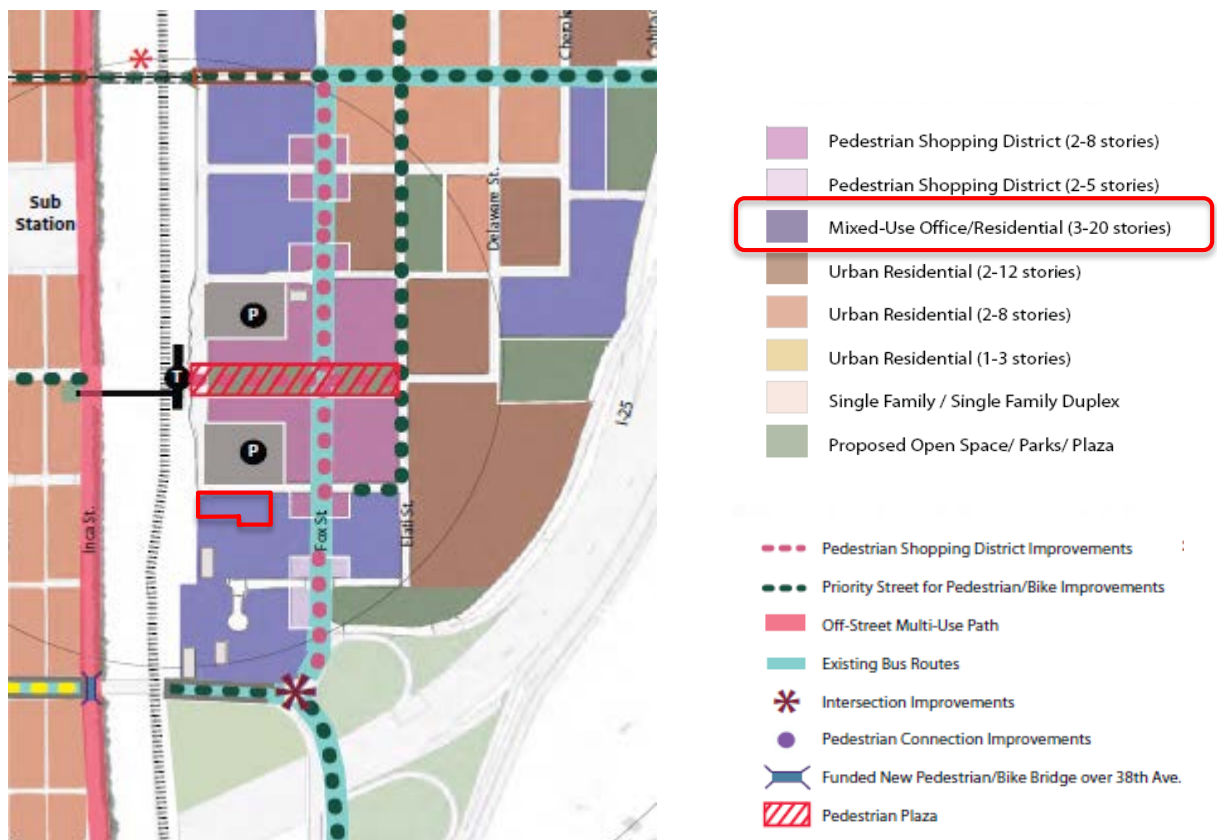 Sub
Station
P
T
P
Inca St.
Fox St.
Delaware St.
I-25
Pedestrian Shopping District (2-8 stories)
Pedestrian Shopping District (2-5 stories)
Mixed-Use Office/Residential (3-20 stories)
Urban Residential (2-12 stories)
Urban Residential (2-8 stories)
Urban Residential (1-3 stories)
Single Family / Single Family Duplex
Proposed Open Space/ Parks/ Plaza
Pedestrian Shopping District Improvements
Priority Street for Pedestrian/Bike Improvements
Off-Street Multi-Use Path
Existing Bus Routes
Intersection Improvements
Pedestrian Connection Improvements
Funded New Pedestrian/Bike Bridge over 38th Ave.
Pedestrian Plaza